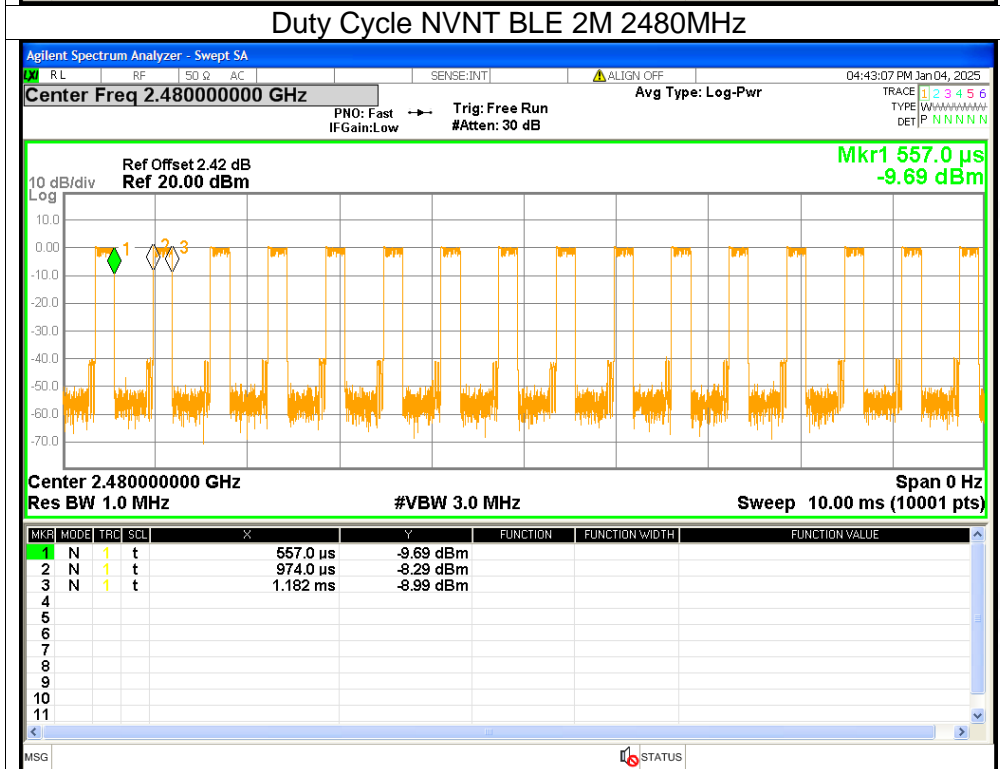 Duty Cycle NVNT BLE 2M 2480MHz
Agilent Spectrum Analyzer - Swept SA
LXI RL RF 50 Ω AC SENSE:INT ALIGN OFF 04:43:07 PM Jan 04, 2025
Center Freq 2.480000000 GHz Avg Type: Log-Pwr TRACE 1 2 3 4 5 6
PNO: Fast Trig: Free Run TYPE WWWWWW
IFGain:Low #Atten: 30 dB DET P N N N N N
Mkr1 557.0 µs
Ref Offset 2.42 dB
10 dB/div Ref 20.00 dBm -9.69 dBm
Log
10.0
0.00
1 2 3
-10.0
-20.0
-30.0
-40.0
-50.0
-60.0
-70.0
Center 2.480000000 GHz Span 0 Hz
Res BW 1.0 MHz #VBW 3.0 MHz Sweep 10.00 ms (10001 pts)
MKR MODE TRC SCL X Y FUNCTION FUNCTION WIDTH FUNCTION VALUE
1 N 1 t 557.0 µs -9.69 dBm
2 N 1 t 974.0 µs -8.29 dBm
3 N 1 t 1.182 ms -8.99 dBm
4
5
6
7
8
9
10
11
MSG STATUS